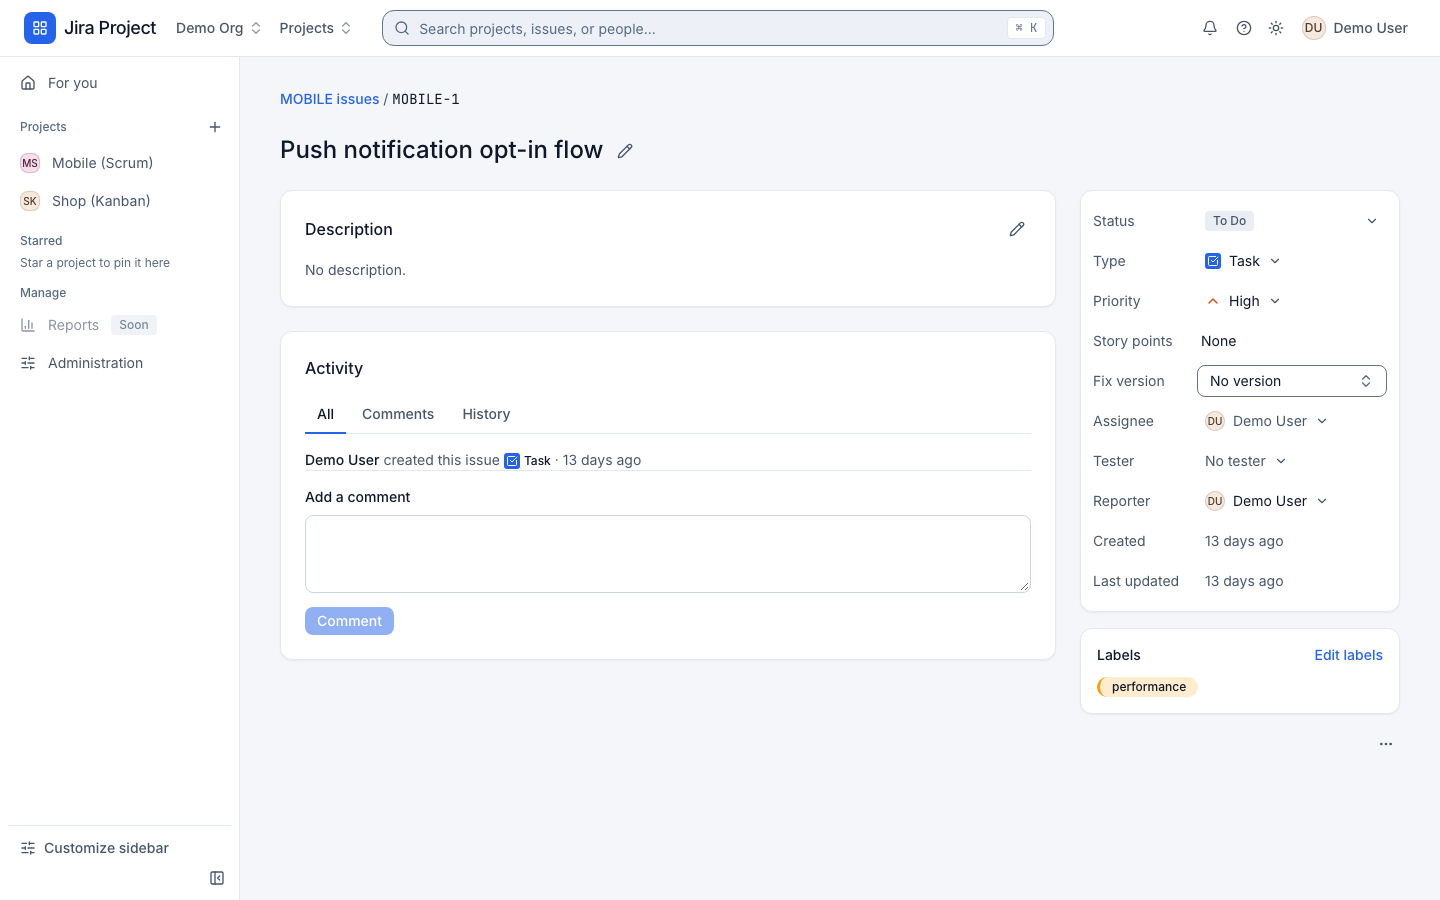 Jira Project
Demo Org
Projects
Search projects, issues, or people...
⌘ K
DU
Demo User
For you
Projects
MS
Mobile (Scrum)
SK
Shop (Kanban)
Starred
Star a project to pin it here
Manage
Reports
Soon
Administration
Customize sidebar
MOBILE issues / MOBILE-1
Push notification opt-in flow
Description
No description.
Activity
All
Comments
History
Demo User created this issue Task · 13 days ago
Add a comment
Comment
Status
To Do
Type
Task
Priority
High
Story points
None
Fix version
No version
Assignee
DU
Demo User
Tester
No tester
Reporter
DU
Demo User
Created
13 days ago
Last updated
13 days ago
Labels
Edit labels
performance